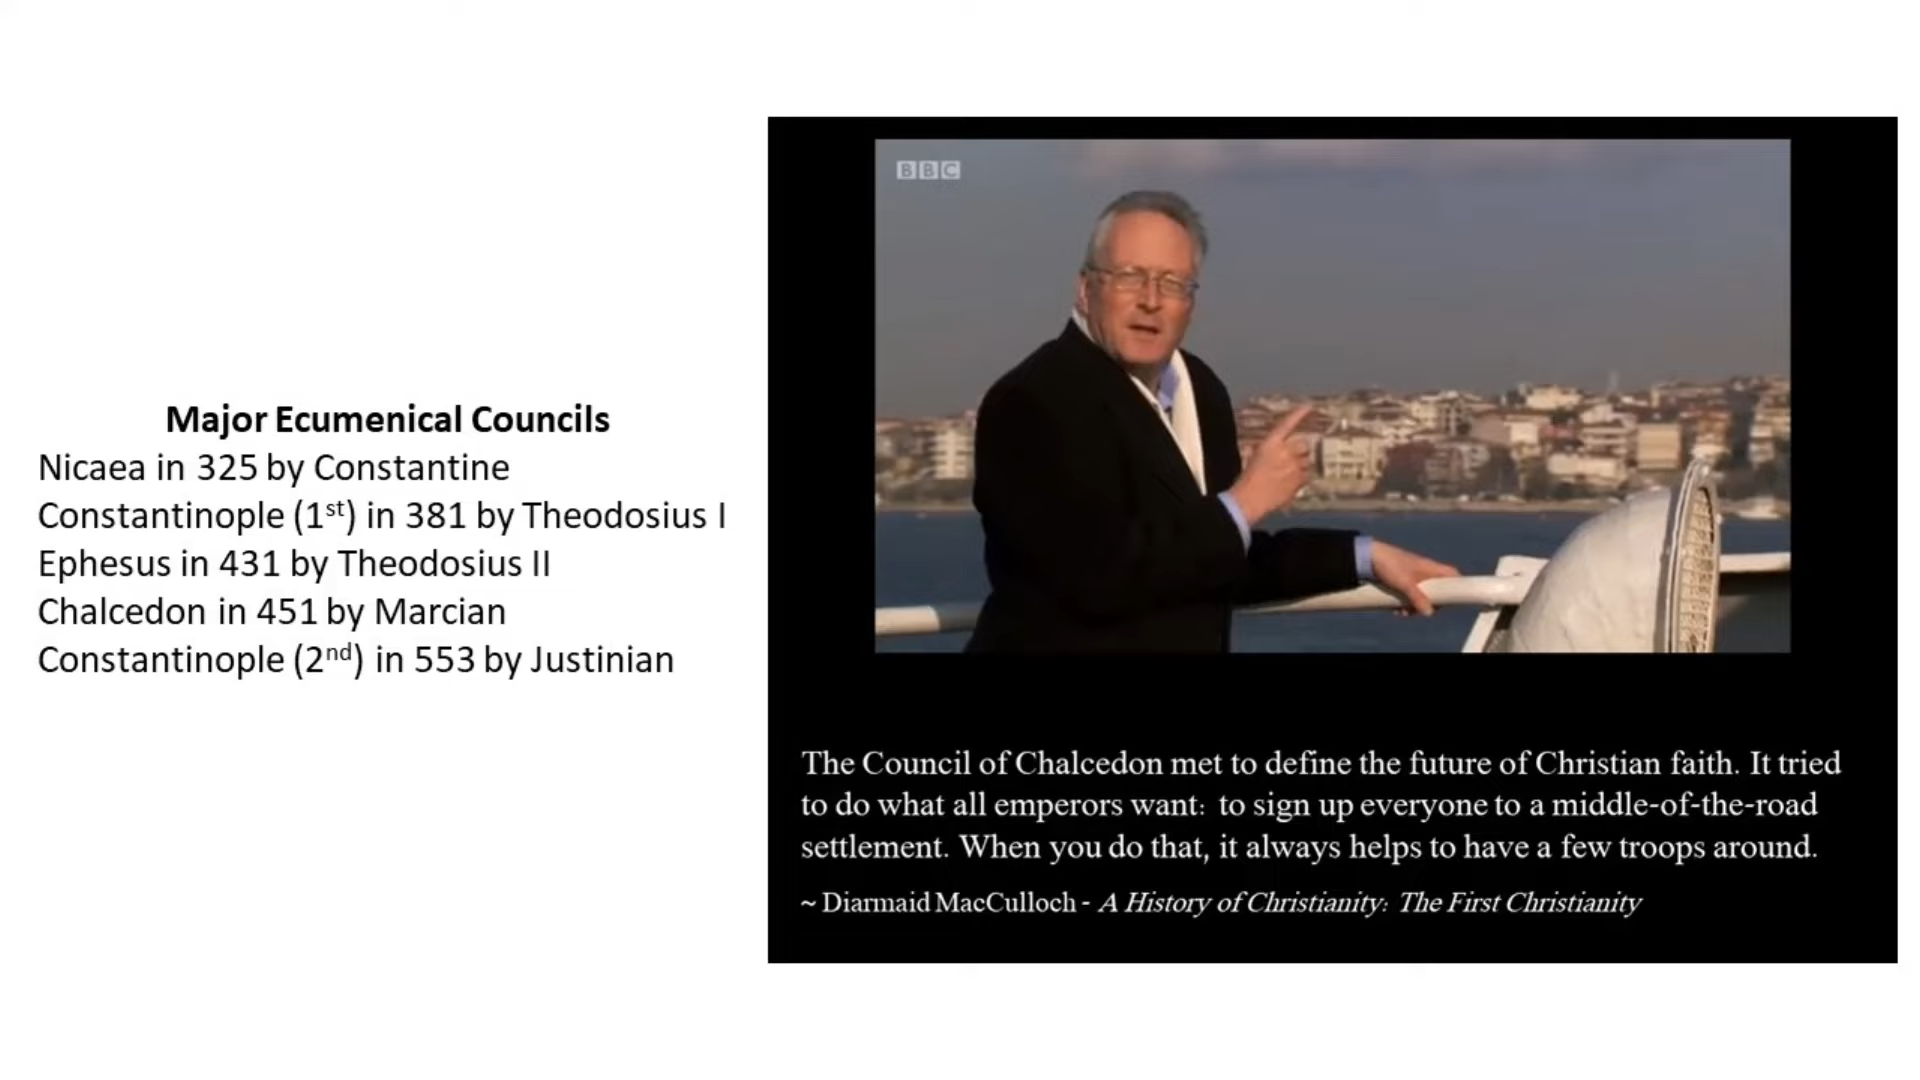 Major Ecumenical Councils
Nicaea in 325 by Constantine
Constantinople (1st) in 381 by Theodosius I
Ephesus in 431 by Theodosius II
Chalcedon in 451 by Marcian
Constantinople (2nd) in 553 by Justinian
BBC
The Council of Chalcedon met to define the future of Christian faith. It tried
to do what all emperors want: to sign up everyone to a middle-of-the-road
settlement. When you do that, it always helps to have a few troops around.
~ Diarmaid MacCulloch - A History of Christianity: The First Christianity